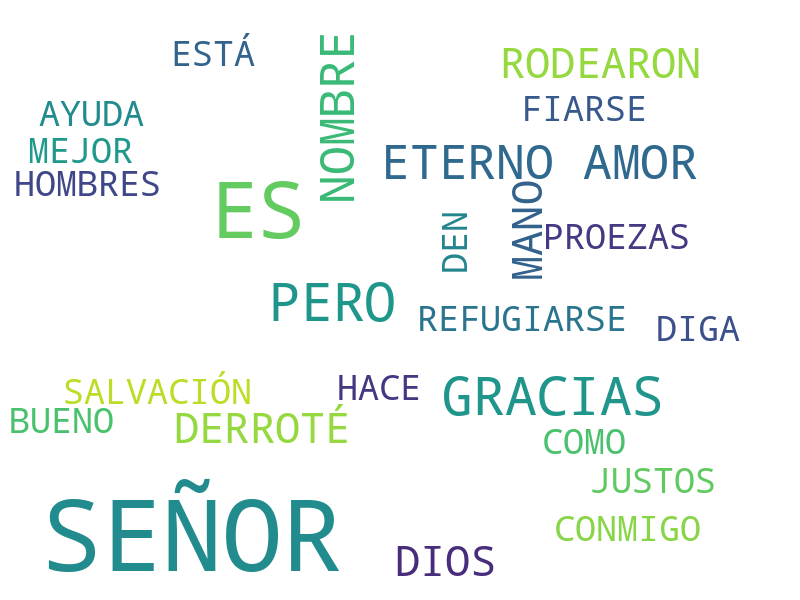 ESTÁ
NOMBRE
RODEARON
AYUDA
FIARSE
MEJOR
ETERNO AMOR
HOMBRES
ES
DEN
MANO
PROEZAS
PERO
REFUGIARSE
DIGA
SALVACIÓN
HACE
GRACIAS
BUENO
DERROTÉ
COMO
JUSTOS
SEÑOR
CONMIGO
DIOS